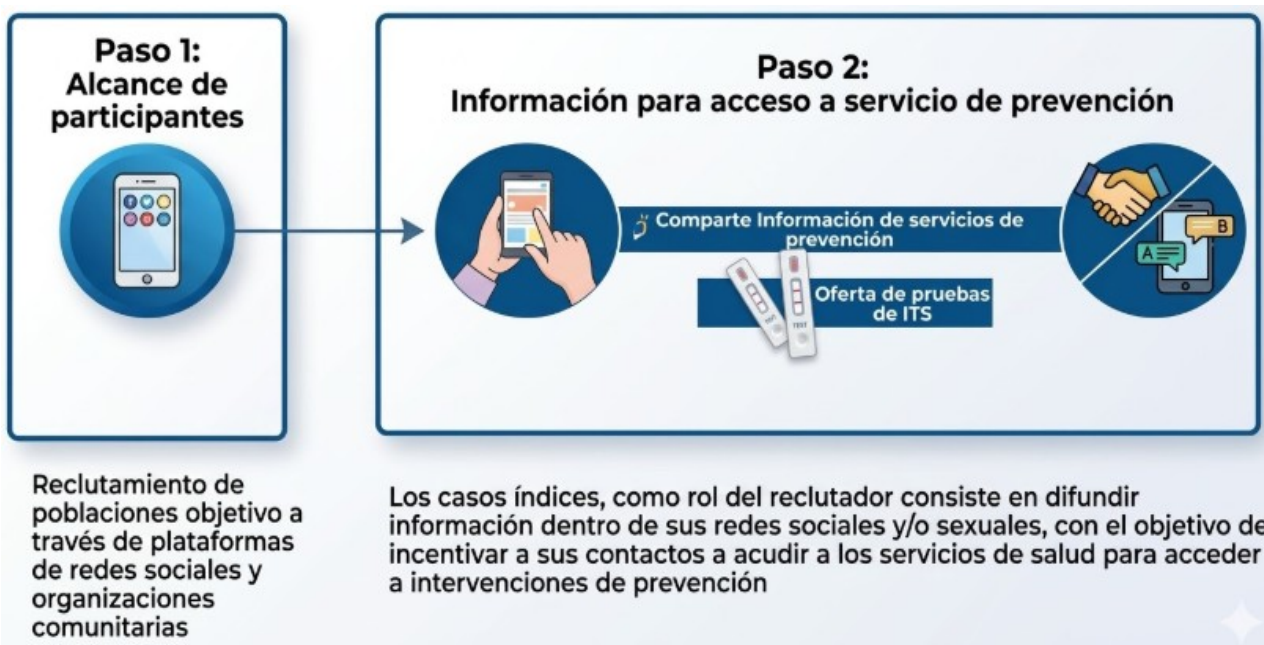 Paso 1:
Alcance de
participantes
Paso 2:
Información para acceso a servicio de prevención
Comparte Información de servicios de
prevención
Oferta de pruebas
de ITS
TEST
A
B
Reclutamiento de
poblaciones objetivo a
través de plataformas
de redes sociales y
organizaciones
comunitarias
Los casos índices, como rol del reclutador consiste en difundir
información dentro de sus redes sociales y/o sexuales, con el objetivo de
incentivar a sus contactos a acudir a los servicios de salud para acceder
a intervenciones de prevención